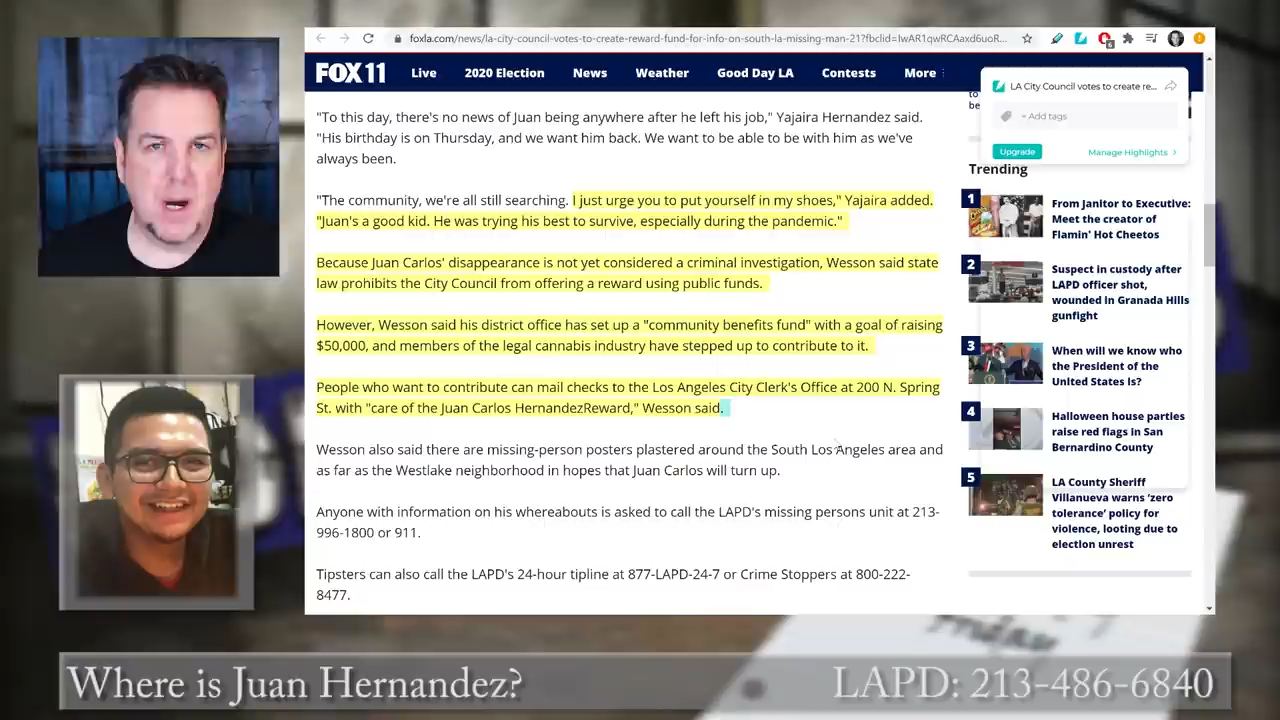 foxla.com/news/la-city-council-votes-to-create-reward-fund-for-info-on-south-la-missing-man-21?fbclid=IwAR1qwRCAaxd6uoR...
FOX 11 Live 2020 Election News Weather Good Day LA Contests More
LA City Council votes to create re...
+ Add tags
Upgrade Manage Highlights
to
be
"To this day, there's no news of Juan being anywhere after he left his job," Yajaira Hernandez said.
"His birthday is on Thursday, and we want him back. We want to be able to be with him as we've
always been.
"The community, we're all still searching. I just urge you to put yourself in my shoes," Yajaira added.
"Juan's a good kid. He was trying his best to survive, especially during the pandemic."
Because Juan Carlos' disappearance is not yet considered a criminal investigation, Wesson said state
law prohibits the City Council from offering a reward using public funds.
However, Wesson said his district office has set up a "community benefits fund" with a goal of raising
$50,000, and members of the legal cannabis industry have stepped up to contribute to it.
People who want to contribute can mail checks to the Los Angeles City Clerk's Office at 200 N. Spring
St. with "care of the Juan Carlos HernandezReward," Wesson said.
Wesson also said there are missing-person posters plastered around the South Los Angeles area and
as far as the Westlake neighborhood in hopes that Juan Carlos will turn up.
Anyone with information on his whereabouts is asked to call the LAPD's missing persons unit at 213-
996-1800 or 911.
Tipsters can also call the LAPD's 24-hour tipline at 877-LAPD-24-7 or Crime Stoppers at 800-222-
8477.
Trending
1
From Janitor to Executive:
Meet the creator of
Flamin' Hot Cheetos
2
Suspect in custody after
LAPD officer shot,
wounded in Granada Hills
gunfight
3
When will we know who
the President of the
United States is?
4
Halloween house parties
raise red flags in San
Bernardino County
5
LA County Sheriff
Villanueva warns 'zero
tolerance' policy for
violence, looting due to
election unrest
Friday
Where is Juan Hernandez?
LAPD: 213-486-6840